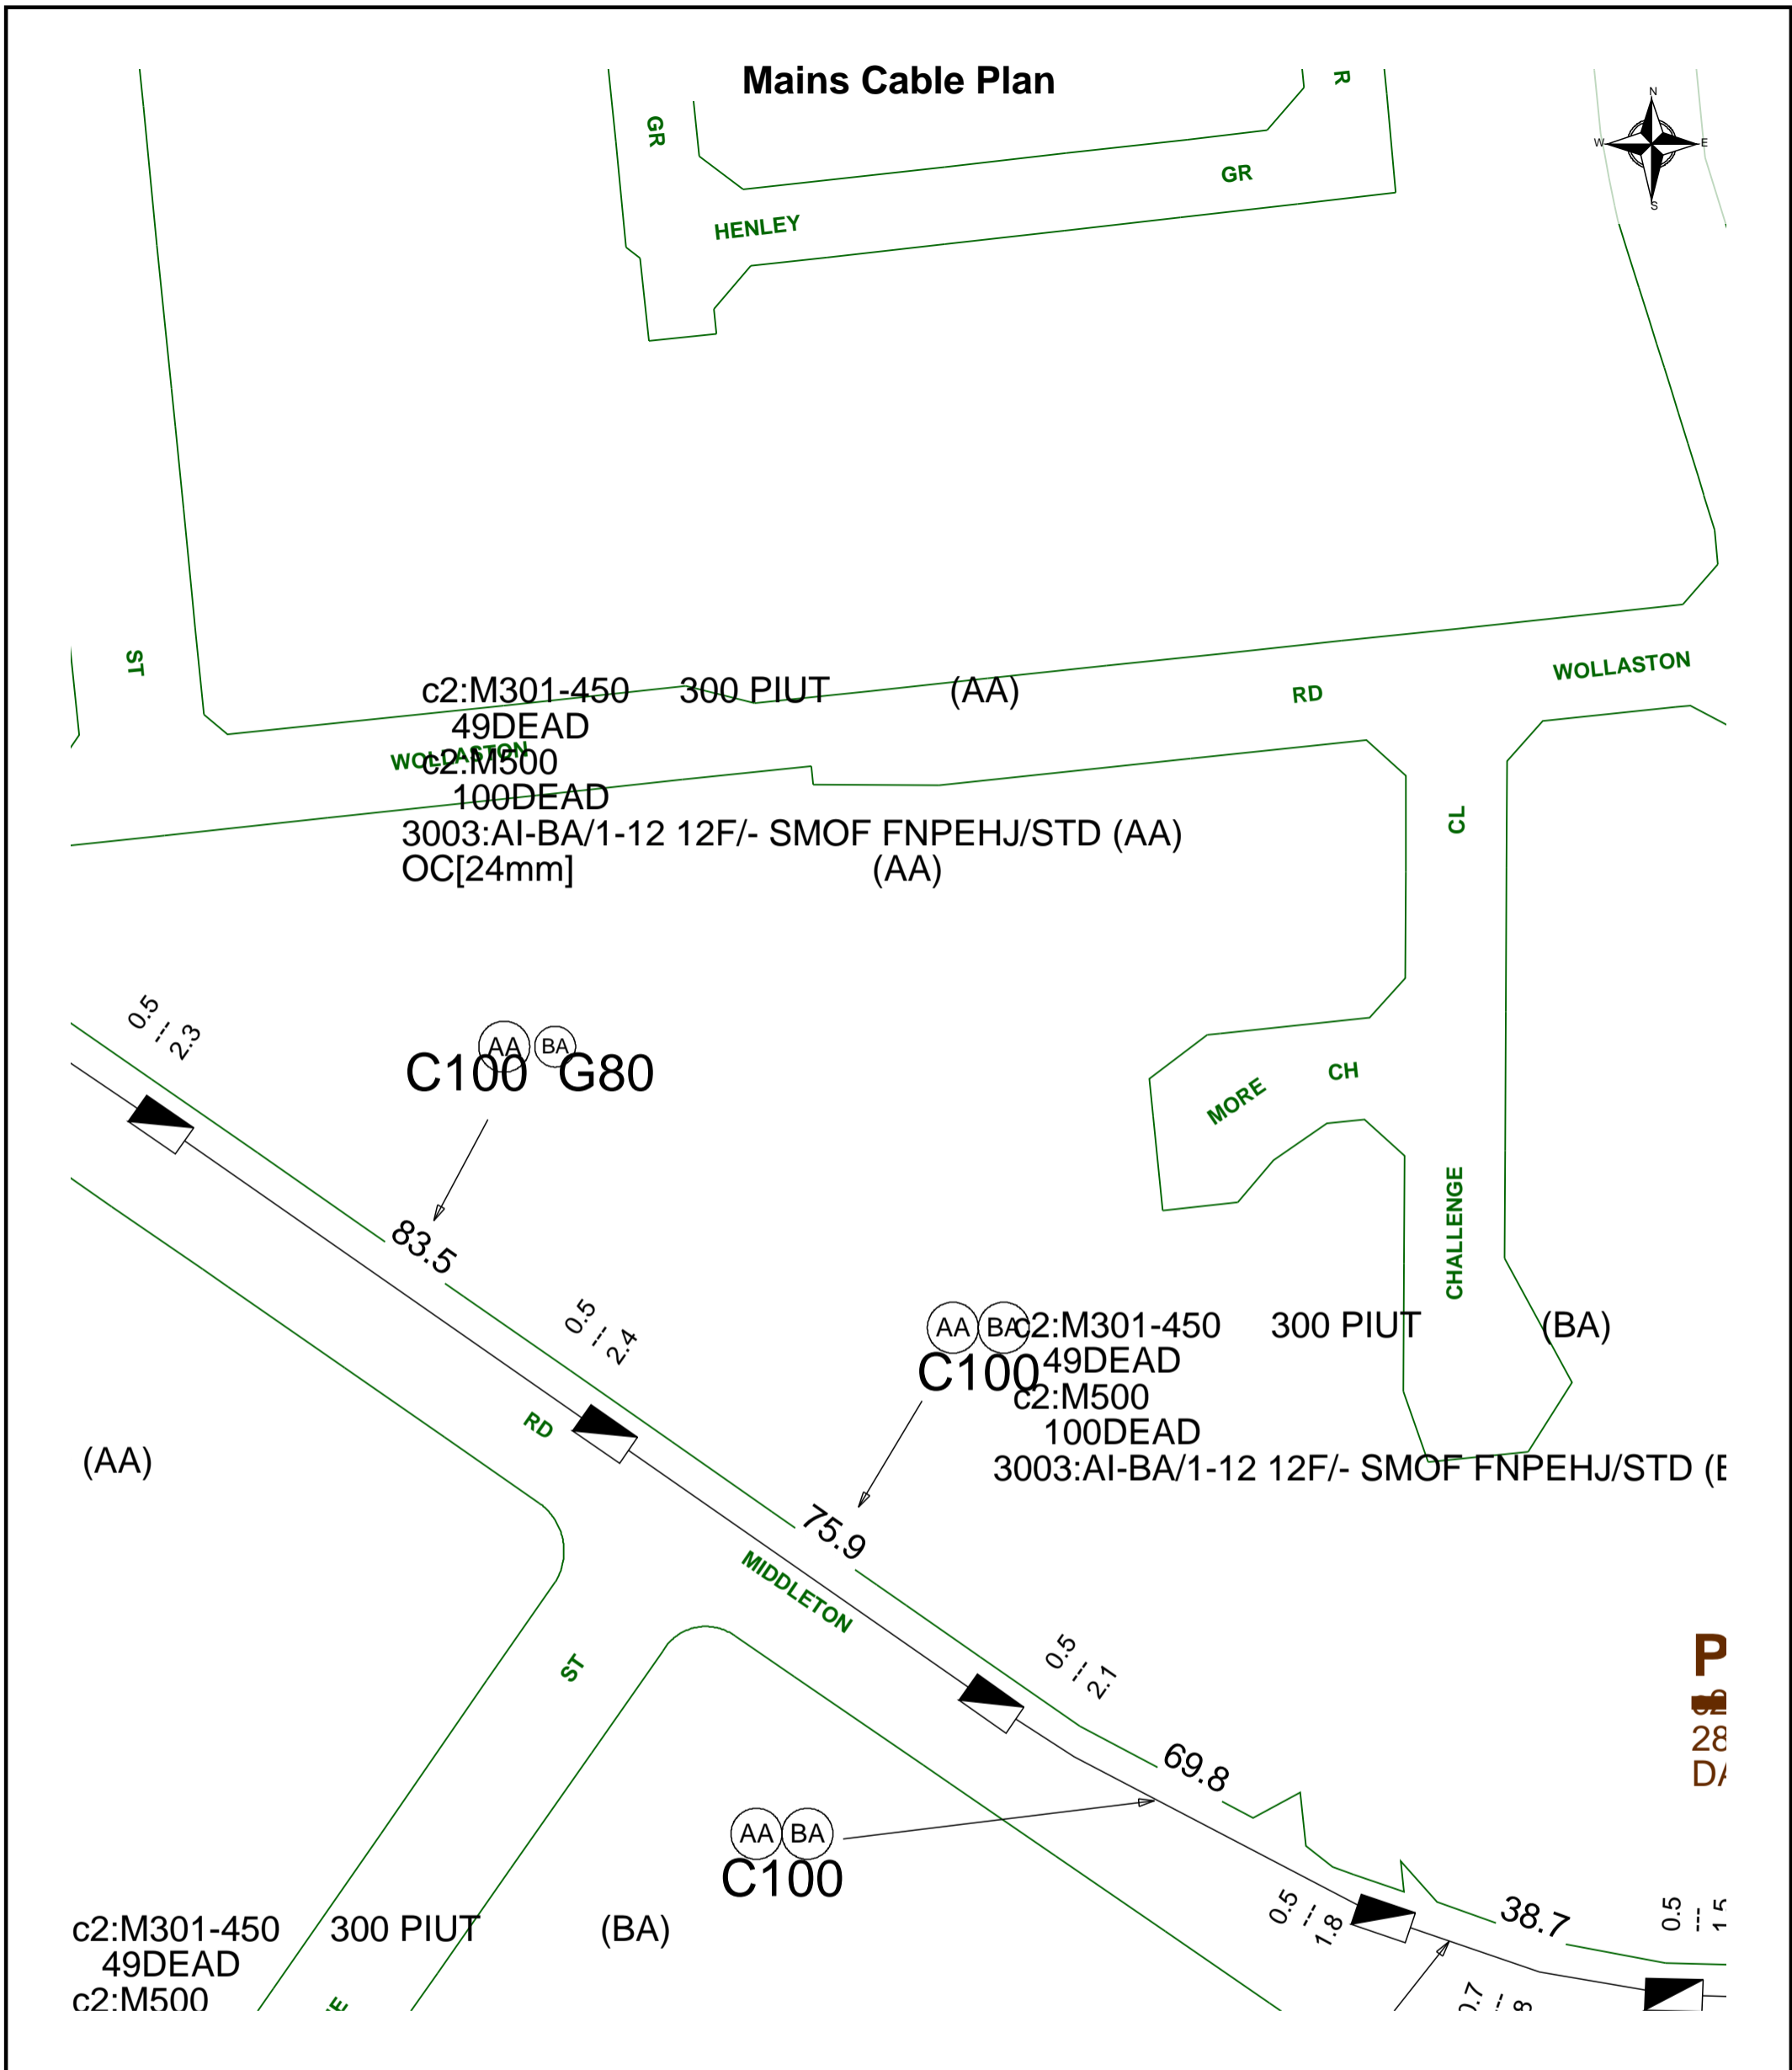 Mains Cable Plan
R
N
W
E
S
GR
GR
HENLEY
ST
WOLLASTON
RD
c2:M301-450 300 PIUT (AA)
49DEAD
WOLLASTON
c2:M500
100DEAD
3003:AI-BA/1-12 12F/- SMOF FNPEHJ/STD (AA)
OC[24mm] (AA)
CL
0.5
---
2.3
AA BA
C100 G80
CH
MORE
CHALLENGE
83.5
0.5
---
2.4
AA BA
C100
c2:M301-450 300 PIUT (BA)
49DEAD
c2:M500
100DEAD
3003:AI-BA/1-12 12F/- SMOF FNPEHJ/STD
RD
(AA)
75.9
MIDDLETON
ST
0.5
---
2.1
P
28
69.8
AA BA
C100
0.5
---
1.8
38.7
0.5
---
c2:M301-450 300 PIUT (BA)
49DEAD
c2:M500